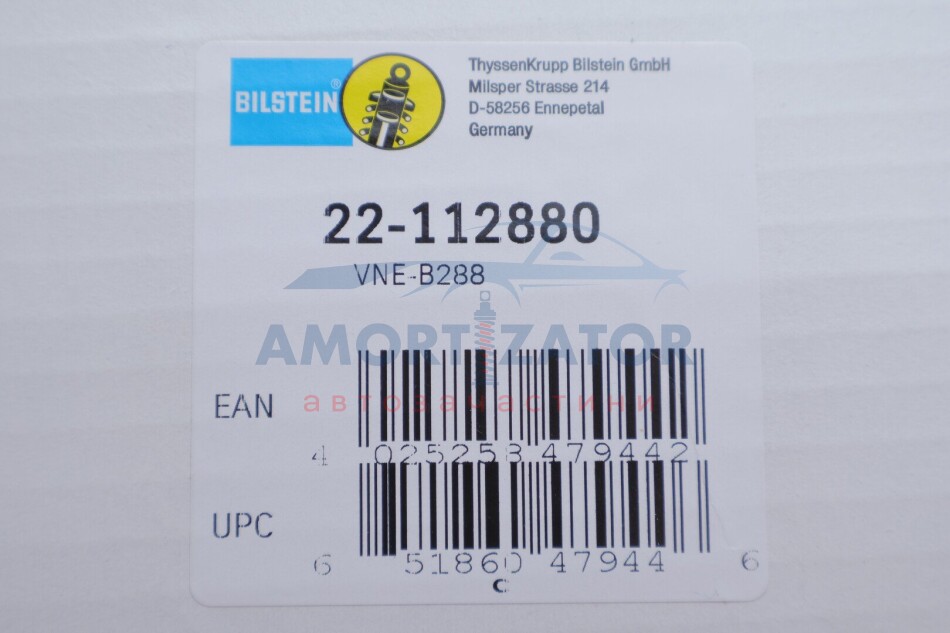 BILSTEIN®
ThyssenKrupp Bilstein GmbH
Milsper Strasse 214
D-58256 Ennepetal
Germany
22-112880
VNE-B288
AMORTIZATOR
автозапчастини
EAN
4 025258 479442
UPC
6 51860 47944 6
C